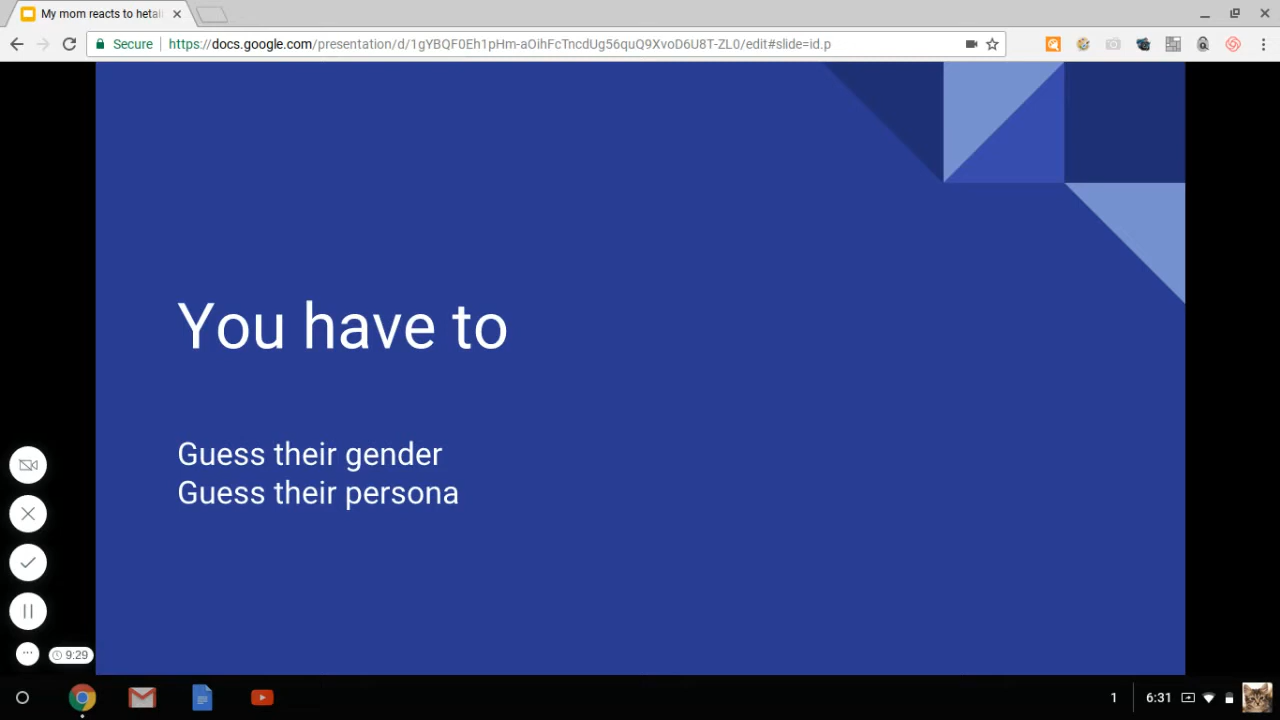 My mom reacts to hetali
Secure https://docs.google.com/presentation/d/1gYBQF0Eh1pHm-aOihFcTncdUg56quQ9XvoD6U8T-ZL0/edit#slide=id.p
You have to
Guess their gender
Guess their persona
9:29
1 6:31